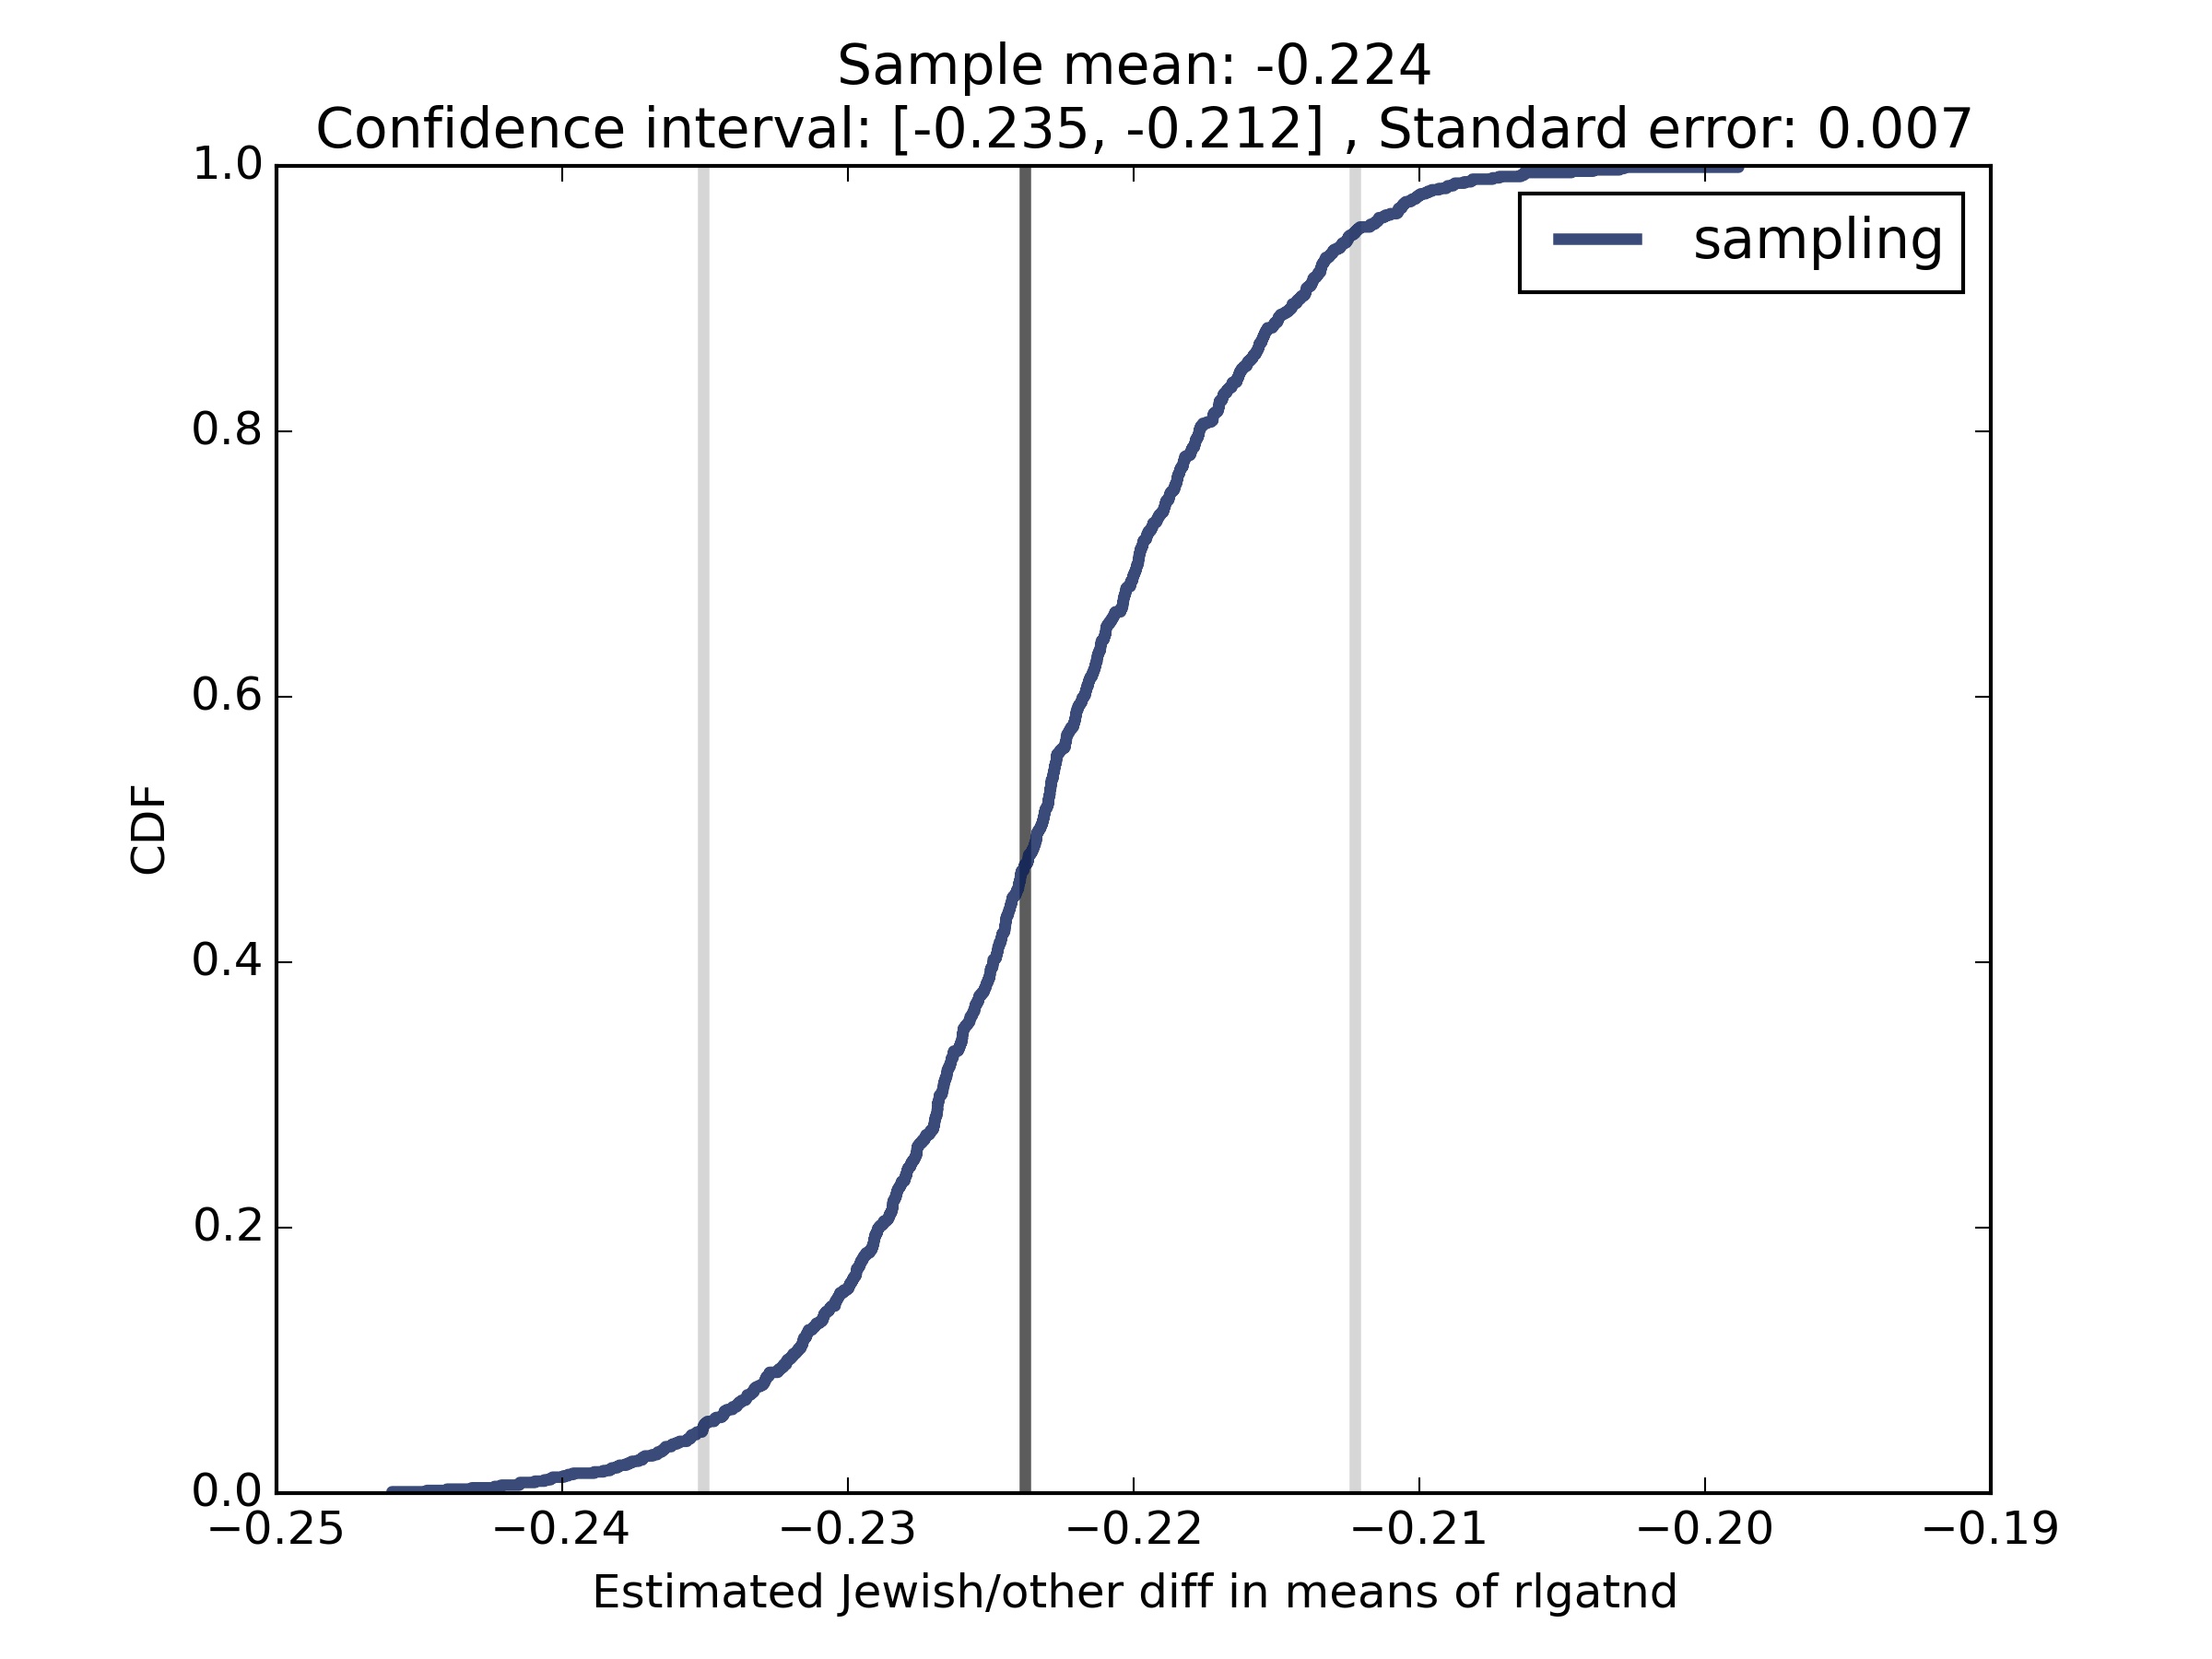 Sample mean: -0.224
Confidence interval: [-0.235, -0.212] , Standard error: 0.007
1.0
sampling
0.8
0.6
CDF
0.4
0.2
0.0
−0.25 −0.24 −0.23 −0.22 −0.21 −0.20 −0.19
Estimated Jewish/other diff in means of rlgatnd